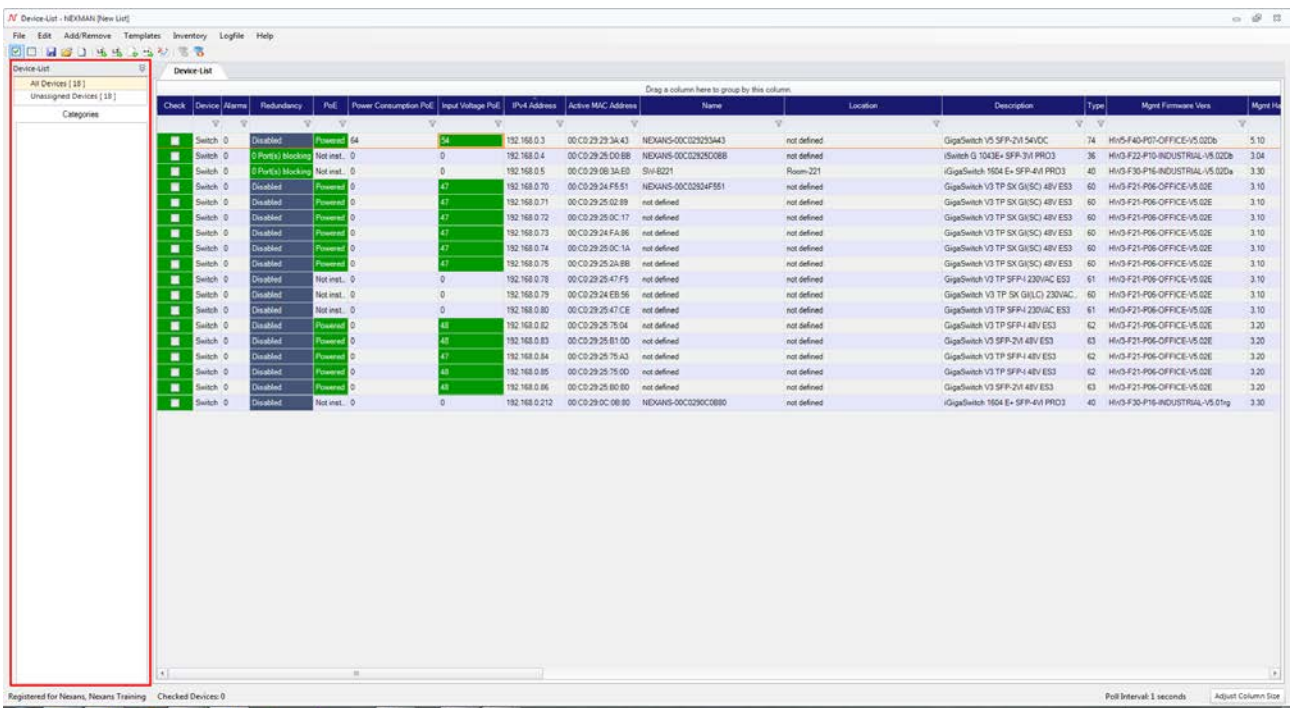 Device-List - NEXMAN [New List]
File Edit Add/Remove Templates Inventory Logfile Help
Device-List
All Devices [ 18 ]
Unassigned Devices [ 18 ]
Categories
Device-List
Drag a column here to group by this column.
Check Device Alarms Redundancy PoE Power Consumption PoE Input Voltage PoE IPv4 Address Active MAC Address Name Location Description Type Mgmt Firmware Vers Mgmt Ha
Switch 0 Disabled Powered 64 54 192.168.0.3 00:C0:29:29:3A:43 NEXANS-00C029293A43 not defined GigaSwitch V5 SFP-2VI 54VDC 74 HW5-F40-P07-OFFICE-V5.02Db 5.10
Switch 0 0 Port(s) blocking Not inst.. 0 0 192.168.0.4 00:C0:29:25:D0:BB NEXANS-00C02925D0BB not defined iSwitch G 1043E+ SFP-3VI PRO3 36 HW3-F22-P10-INDUSTRIAL-V5.02Db 3.04
Switch 0 0 Port(s) blocking Not inst.. 0 0 192.168.0.5 00:C0:29:0B:3A:E0 SW-B221 Room-221 iGigaSwitch 1604 E+ SFP-4VI PRO3 40 HW3-F30-P16-INDUSTRIAL-V5.02Da 3.30
Switch 0 Disabled Powered 0 47 192.168.0.70 00:C0:29:24:F5:51 NEXANS-00C02924F551 not defined GigaSwitch V3 TP SX GI(SC) 48V ES3 60 HW3-F21-P06-OFFICE-V5.02E 3.10
Switch 0 Disabled Powered 0 47 192.168.0.71 00:C0:29:25:02:89 not defined not defined GigaSwitch V3 TP SX GI(SC) 48V ES3 60 HW3-F21-P06-OFFICE-V5.02E 3.10
Switch 0 Disabled Powered 0 47 192.168.0.72 00:C0:29:25:0C:17 not defined not defined GigaSwitch V3 TP SX GI(SC) 48V ES3 60 HW3-F21-P06-OFFICE-V5.02E 3.10
Switch 0 Disabled Powered 0 47 192.168.0.73 00:C0:29:24:FA:86 not defined not defined GigaSwitch V3 TP SX GI(SC) 48V ES3 60 HW3-F21-P06-OFFICE-V5.02E 3.10
Switch 0 Disabled Powered 0 47 192.168.0.74 00:C0:29:25:0C:1A not defined not defined GigaSwitch V3 TP SX GI(SC) 48V ES3 60 HW3-F21-P06-OFFICE-V5.02E 3.10
Switch 0 Disabled Powered 0 47 192.168.0.75 00:C0:29:25:2A:BB not defined not defined GigaSwitch V3 TP SX GI(SC) 48V ES3 60 HW3-F21-P06-OFFICE-V5.02E 3.10
Switch 0 Disabled Not inst.. 0 0 192.168.0.78 00:C0:29:25:47:F5 not defined not defined GigaSwitch V3 TP SFP-I 230VAC ES3 61 HW3-F21-P06-OFFICE-V5.02E 3.10
Switch 0 Disabled Not inst.. 0 0 192.168.0.79 00:C0:29:24:EB:56 not defined not defined GigaSwitch V3 TP SX GI(LC) 230VAC.. 60 HW3-F21-P06-OFFICE-V5.02E 3.10
Switch 0 Disabled Not inst.. 0 0 192.168.0.80 00:C0:29:25:47:CE not defined not defined GigaSwitch V3 TP SFP-I 230VAC ES3 61 HW3-F21-P06-OFFICE-V5.02E 3.10
Switch 0 Disabled Powered 0 48 192.168.0.82 00:C0:29:25:75:04 not defined not defined GigaSwitch V3 TP SFP-I 48V ES3 62 HW3-F21-P06-OFFICE-V5.02E 3.20
Switch 0 Disabled Powered 0 48 192.168.0.83 00:C0:29:25:B1:0D not defined not defined GigaSwitch V3 SFP-2VI 48V ES3 63 HW3-F21-P06-OFFICE-V5.02E 3.20
Switch 0 Disabled Powered 0 47 192.168.0.84 00:C0:29:25:75:A3 not defined not defined GigaSwitch V3 TP SFP-I 48V ES3 62 HW3-F21-P06-OFFICE-V5.02E 3.20
Switch 0 Disabled Powered 0 48 192.168.0.85 00:C0:29:25:75:0D not defined not defined GigaSwitch V3 TP SFP-I 48V ES3 62 HW3-F21-P06-OFFICE-V5.02E 3.20
Switch 0 Disabled Powered 0 48 192.168.0.86 00:C0:29:25:B0:B0 not defined not defined GigaSwitch V3 SFP-2VI 48V ES3 63 HW3-F21-P06-OFFICE-V5.02E 3.20
Switch 0 Disabled Not inst.. 0 0 192.168.0.212 00:C0:29:0C:0B:80 NEXANS-00C0290C0B80 not defined iGigaSwitch 1604 E+ SFP-4VI PRO3 40 HW3-F30-P16-INDUSTRIAL-V5.01ng 3.30
Registered for Nexans, Nexans Training Checked Devices: 0 Poll Interval: 1 seconds Adjust Column Size